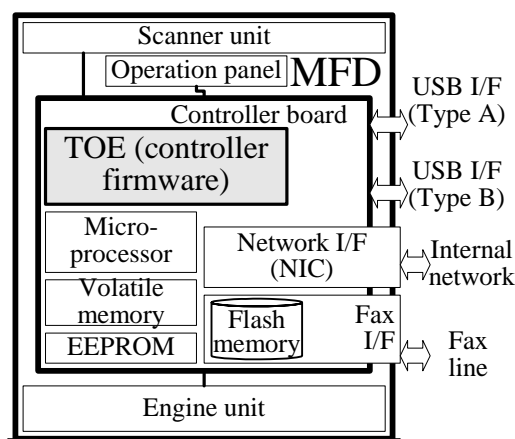 Scanner unit
Operation panel
MFD
Controller board
TOE (controller
firmware)
Micro-
processor
Volatile
memory
EEPROM
Network I/F
(NIC)
Flash
memory
Fax
I/F
Engine unit
USB I/F
(Type A)
USB I/F
(Type B)
Internal
network
Fax
line